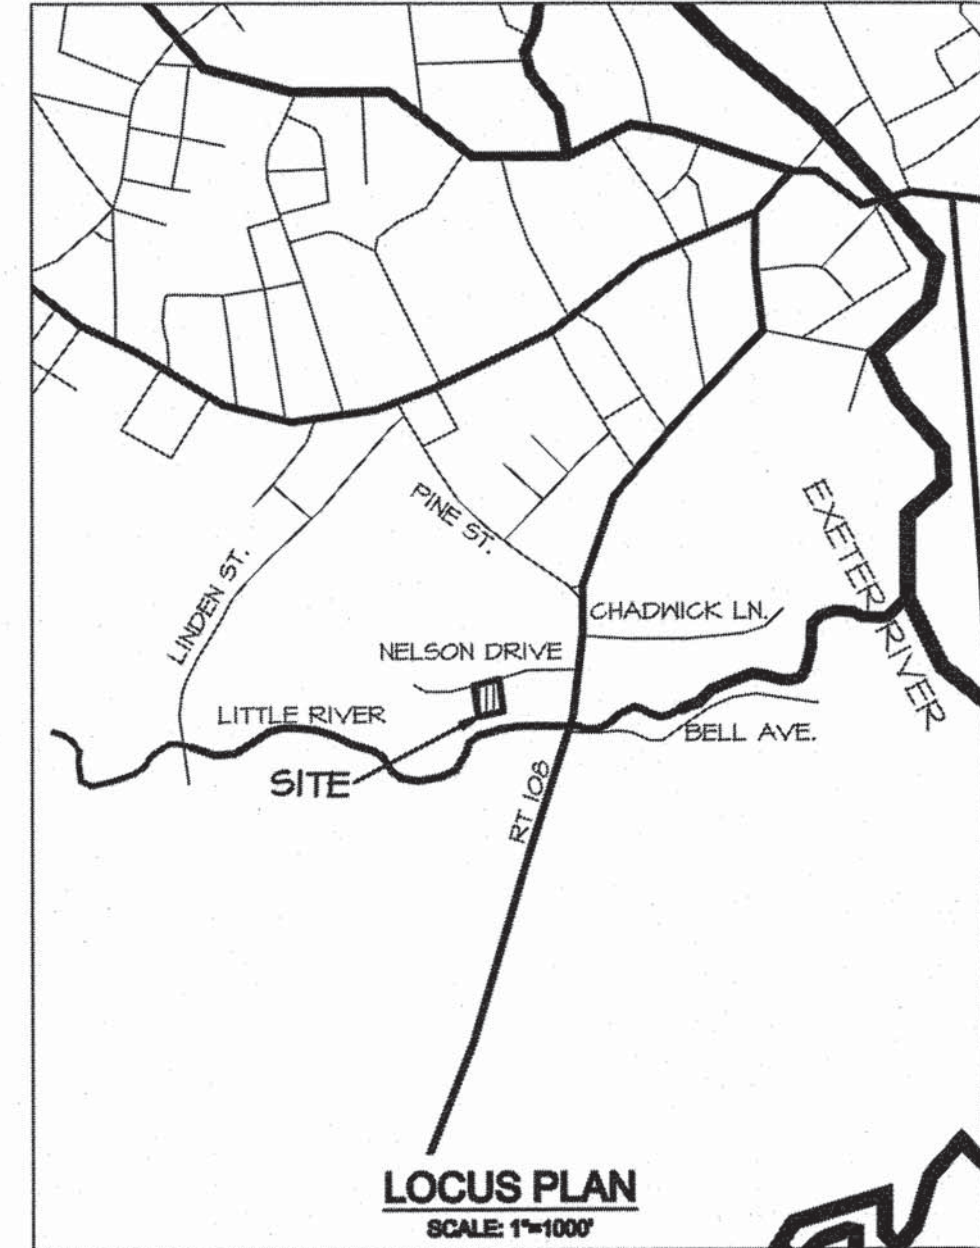 PINE ST.
EXETER RIVER
LINDEN ST.
CHADWICK LN.
NELSON DRIVE
LITTLE RIVER
BELL AVE.
SITE
RT 108
LOCUS PLAN
SCALE: 1"=1000'